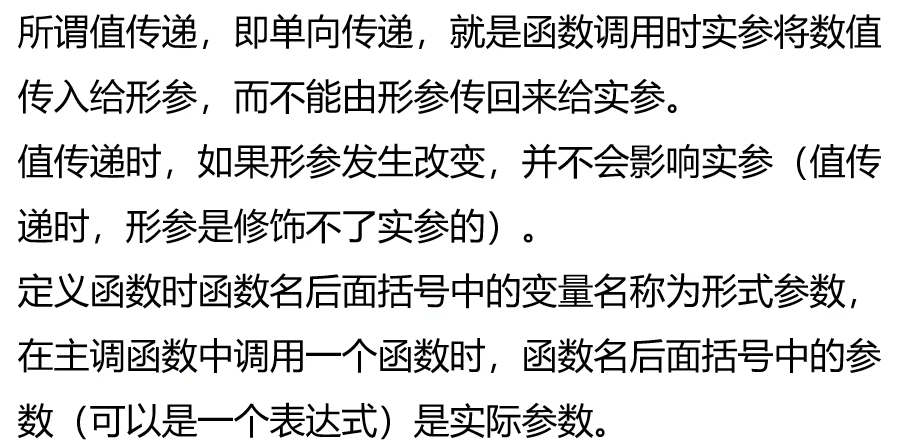 所谓值传递，即单向传递，就是函数调用时实参将数值
传入给形参，而不能由形参传回来给实参。
值传递时，如果形参发生改变，并不会影响实参（值传
递时，形参是修饰不了实参的）。
定义函数时函数名后面括号中的变量名称为形式参数，
在主调函数中调用一个函数时，函数名后面括号中的参
数（可以是一个表达式）是实际参数。